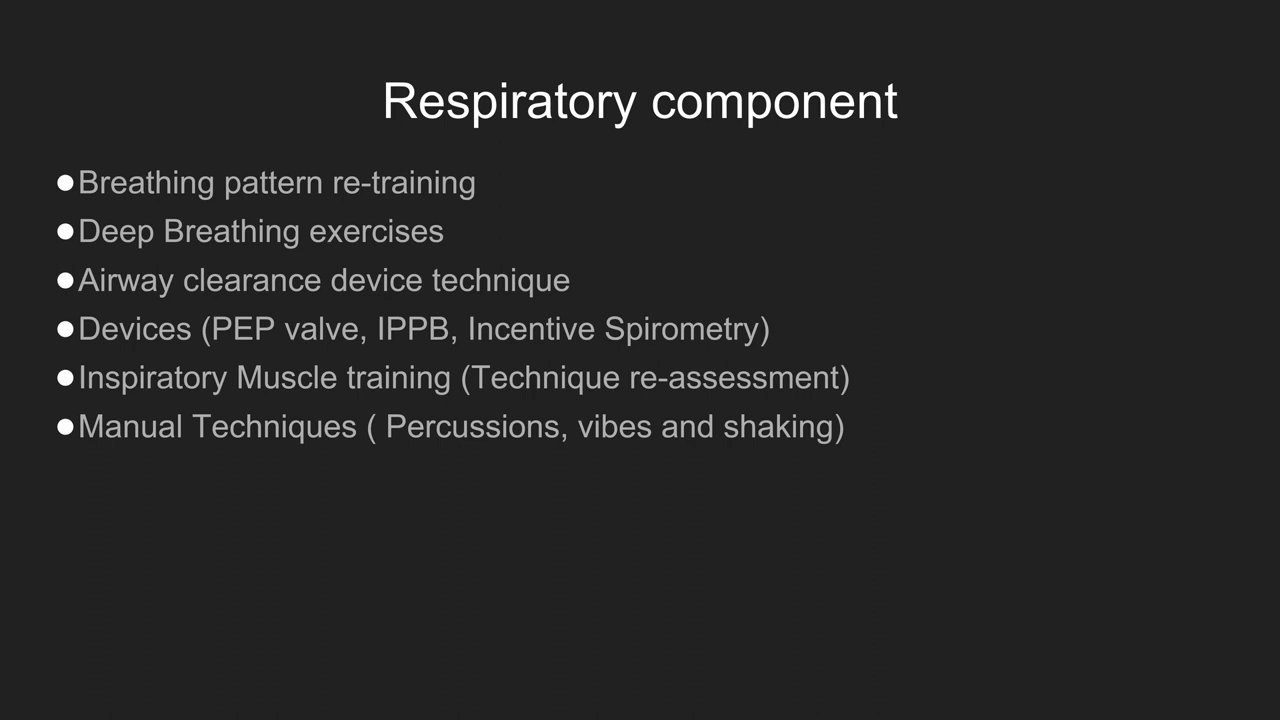 Respiratory component
●Breathing pattern re-training
●Deep Breathing exercises
●Airway clearance device technique
●Devices (PEP valve, IPPB, Incentive Spirometry)
●Inspiratory Muscle training (Technique re-assessment)
●Manual Techniques ( Percussions, vibes and shaking)